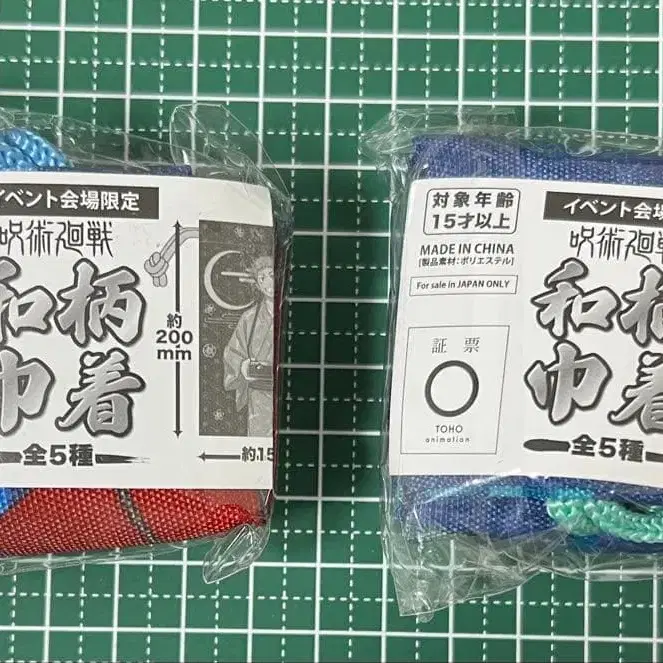 イベント会場限定
呪術廻戦
和柄
巾着
全5種
約
200
mm
約15
対象年齢
15才以上
MADE IN CHINA
[製品素材:ポリエステル]
For sale in JAPAN ONLY
証票
TOHO
animation
イベント会場
呪術廻戦
和柄
巾着
全5種